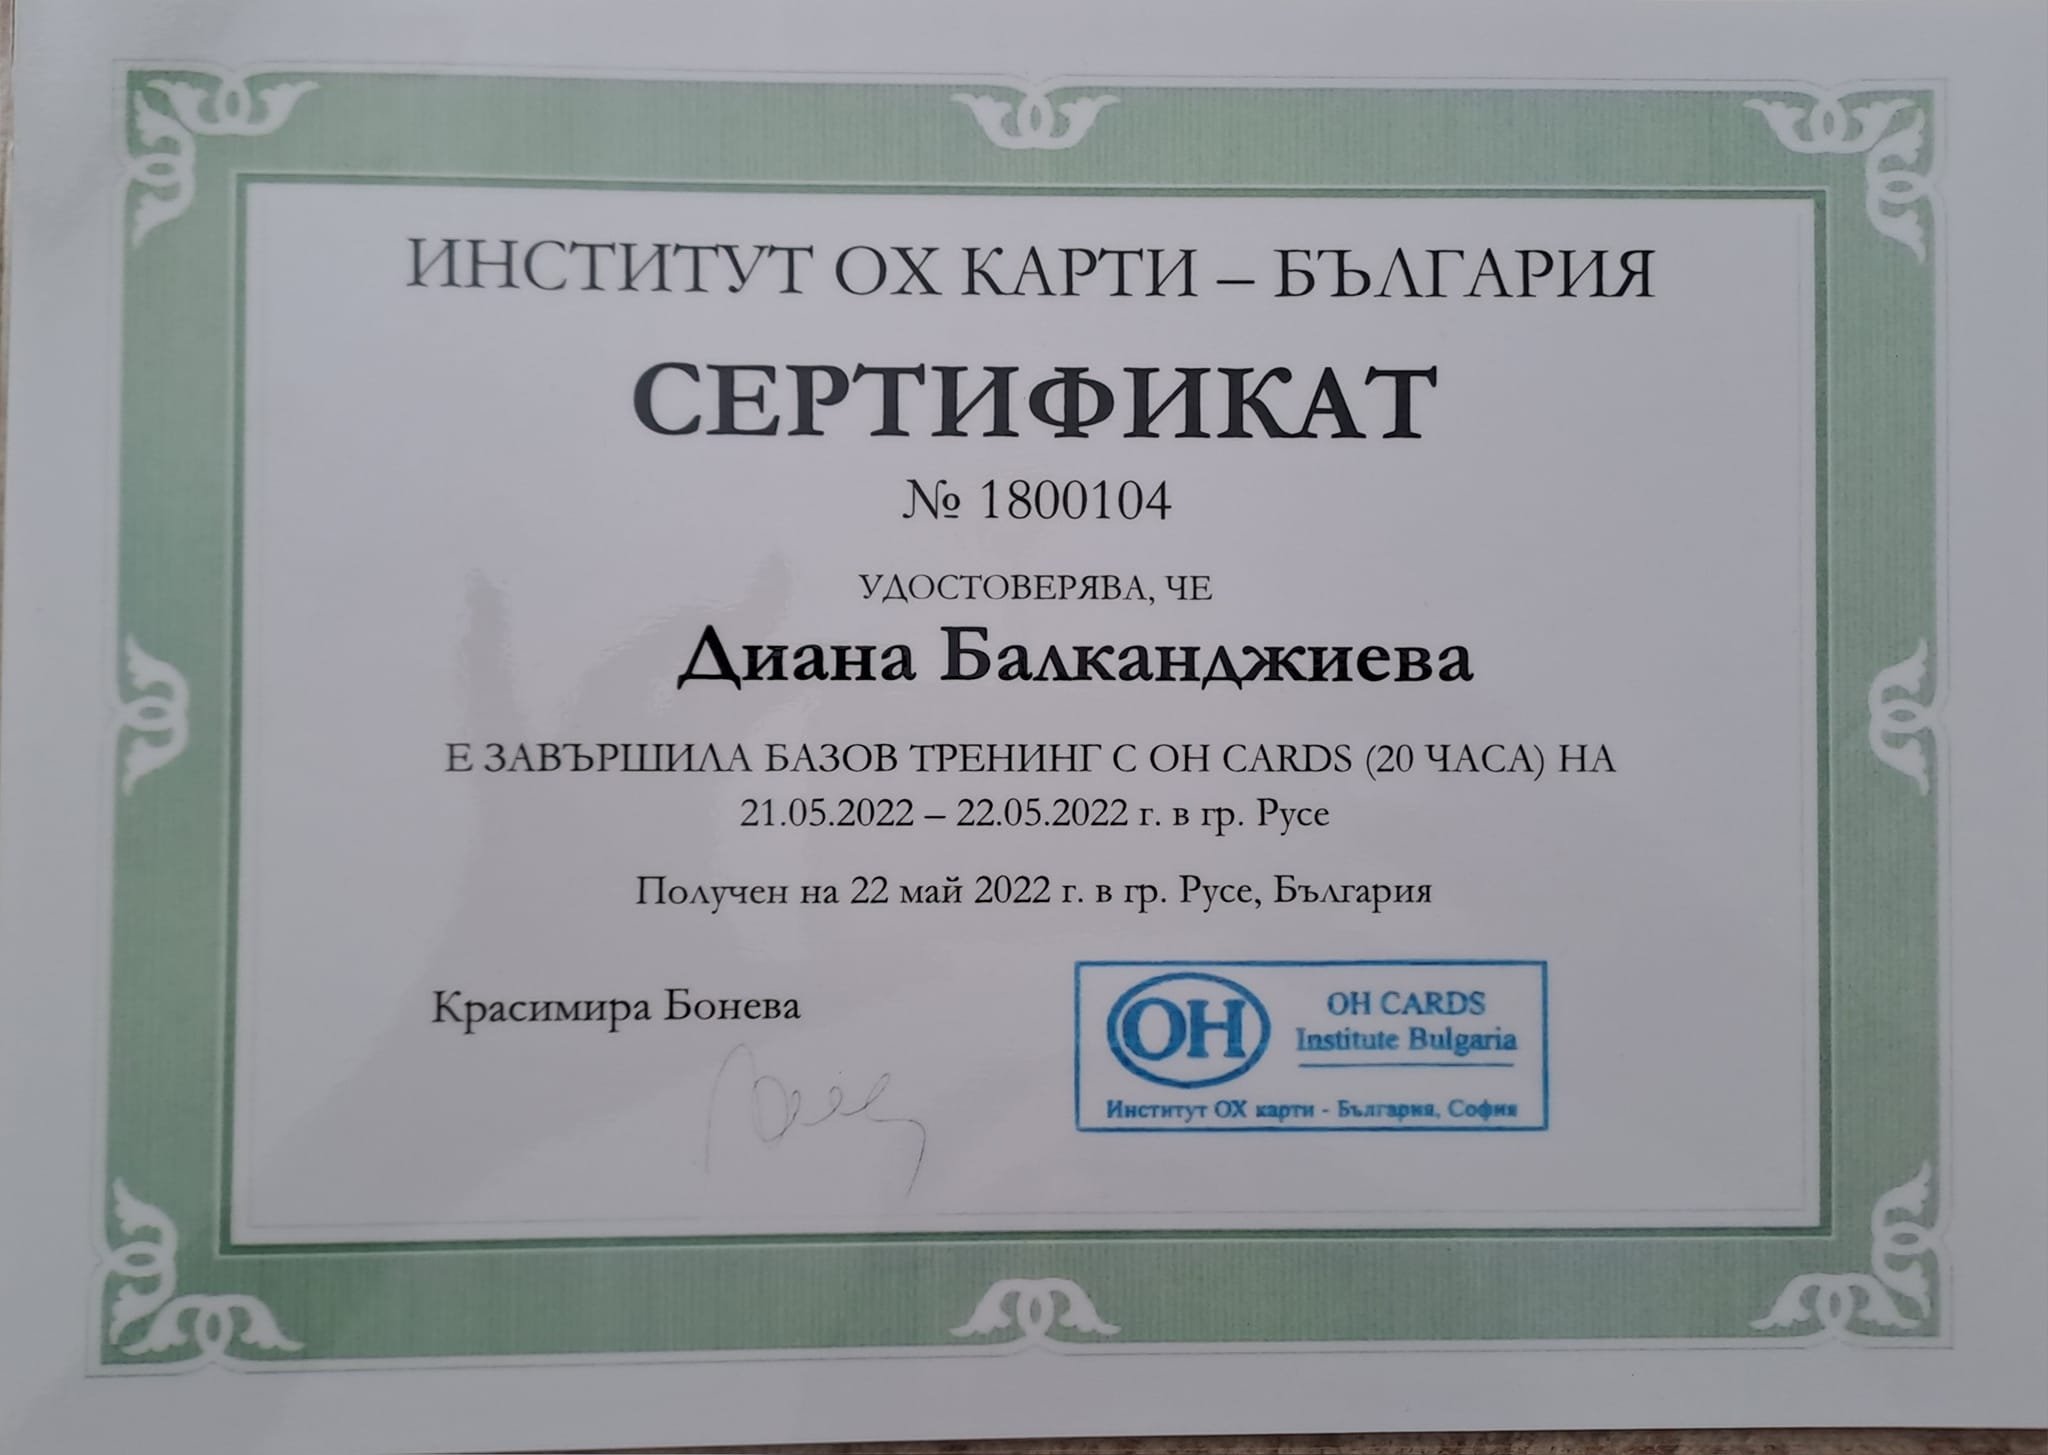 ИНСТИТУТ ОХ КАРТИ – БЪЛГАРИЯ
СЕРТИФИКАТ
№ 1800104
УДОСТОВЕРЯВА, ЧЕ
Диана Балканджиева
Е ЗАВЪРШИЛА БАЗОВ ТРЕНИНГ С OH CARDS (20 ЧАСА) НА
21.05.2022 – 22.05.2022 г. в гр. Русе
Получен на 22 май 2022 г. в гр. Русе, България
Красимира Бонева
OH
OH CARDS
Institute Bulgaria
Институт ОХ карти - България, София